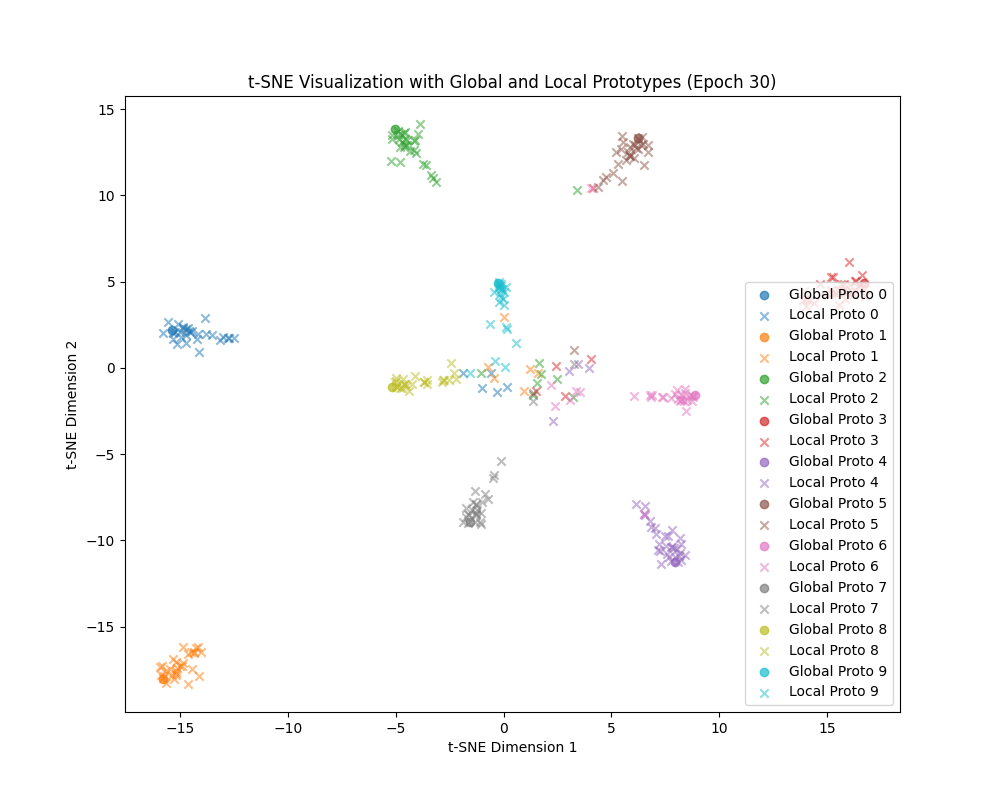 t-SNE Visualization with Global and Local Prototypes (Epoch 30)
15
10
5
0
−5
−10
−15
t-SNE Dimension 2
−15
−10
−5
0
5
10
15
t-SNE Dimension 1
Global Proto 0
Local Proto 0
Global Proto 1
Local Proto 1
Global Proto 2
Local Proto 2
Global Proto 3
Local Proto 3
Global Proto 4
Local Proto 4
Global Proto 5
Local Proto 5
Global Proto 6
Local Proto 6
Global Proto 7
Local Proto 7
Global Proto 8
Local Proto 8
Global Proto 9
Local Proto 9